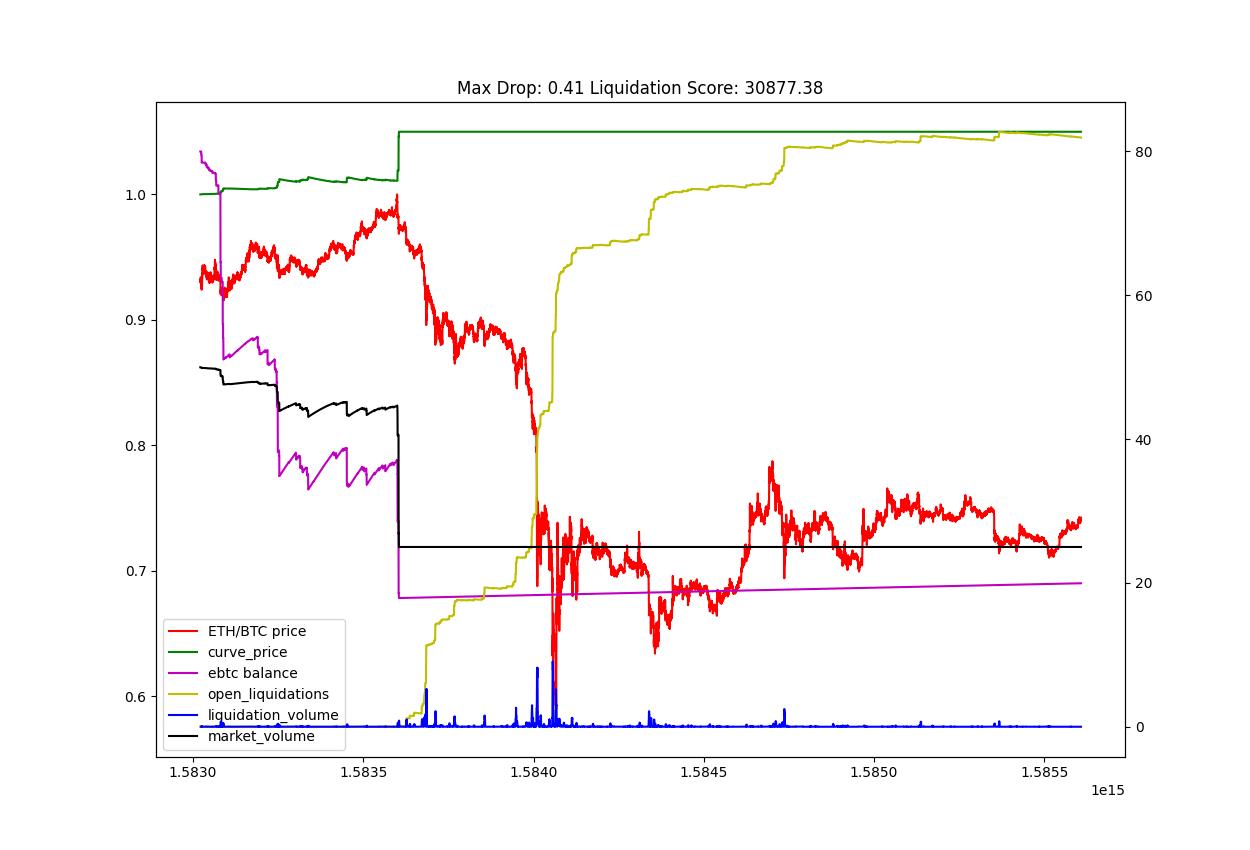 Max Drop: 0.41 Liquidation Score: 30877.38
1.0
0.9
0.8
0.7
0.6
80
60
40
20
0
ETH/BTC price
curve_price
ebtc balance
open_liquidations
liquidation_volume
market_volume
1.5830 1.5835 1.5840 1.5845 1.5850 1.5855
1e15